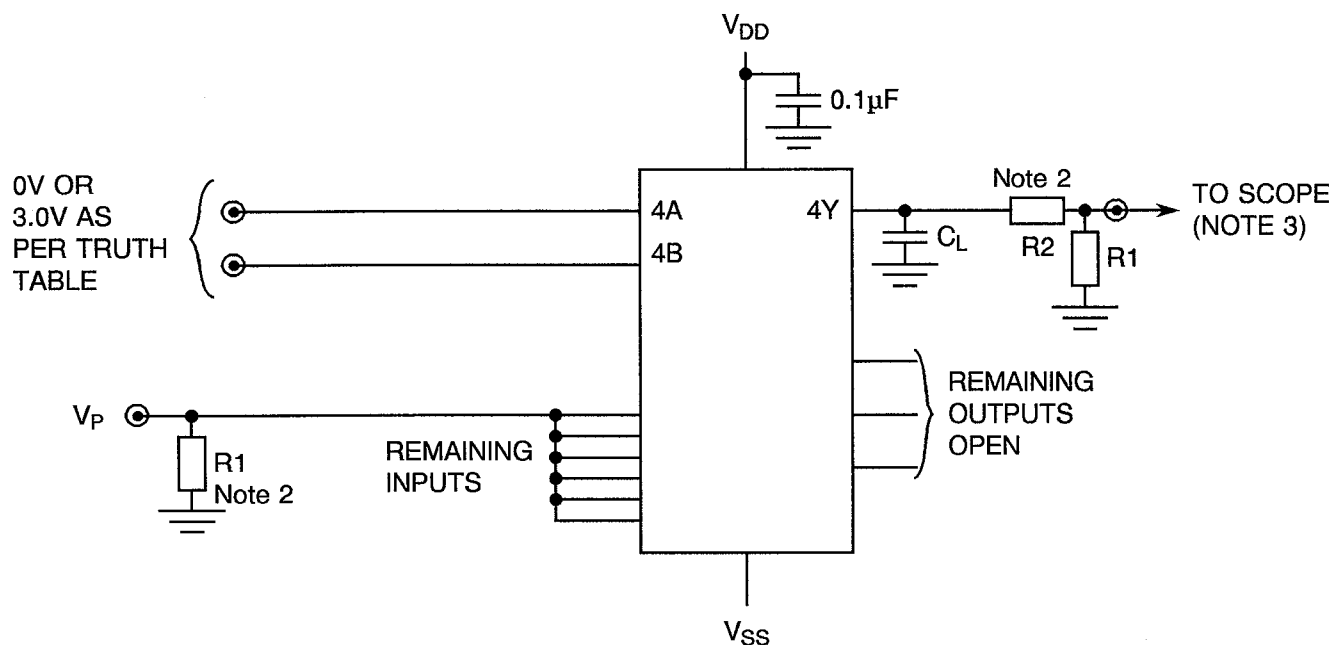 VDD
0.1µF
0V OR
3.0V AS
PER TRUTH
TABLE
4A
4B
4Y
Note 2
R2
CL
R1
TO SCOPE
(NOTE 3)
VP
R1
Note 2
REMAINING
INPUTS
REMAINING
OUTPUTS
OPEN
VSS